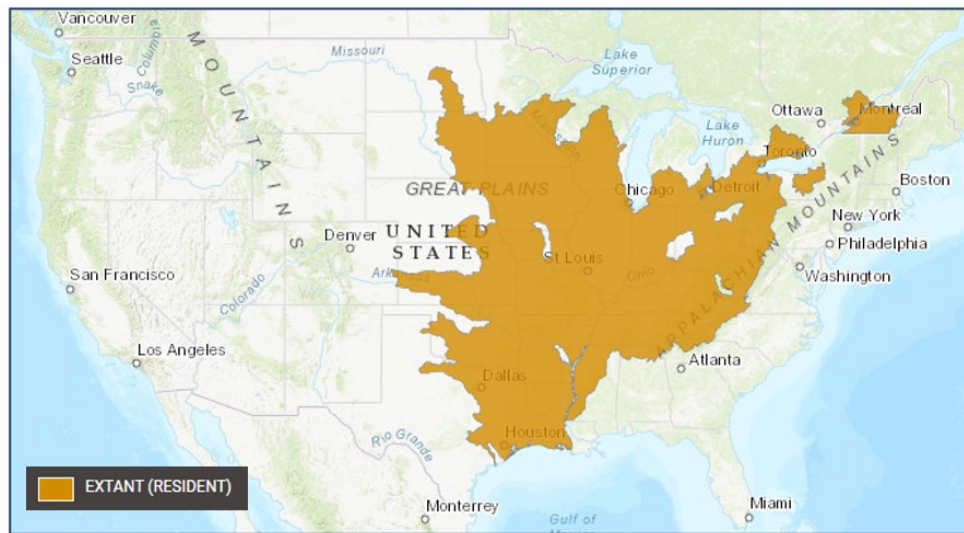 Vancouver
Seattle
Columbia
Snake
MOUNTAINS
Missouri
Lake
Superior
Ottawa
Montreal
Mississippi
Lake
Huron
Toronto
GREAT PLAINS
Chicago
Detroit
Boston
New York
Denver
UNITED
STATES
Philadelphia
St Louis
Ohio
Washington
APPALACHIAN MOUNTAINS
San Francisco
Colorado
Arkansas
Los Angeles
Atlanta
Dallas
Rio Grande
Houston
EXTANT (RESIDENT)
Monterrey
Gulf of
Miami